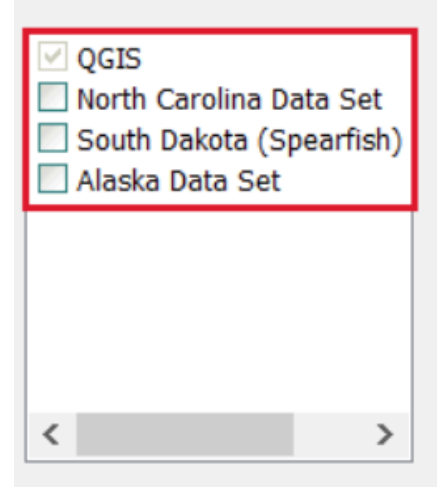 QGIS
North Carolina Data Set
South Dakota (Spearfish)
Alaska Data Set